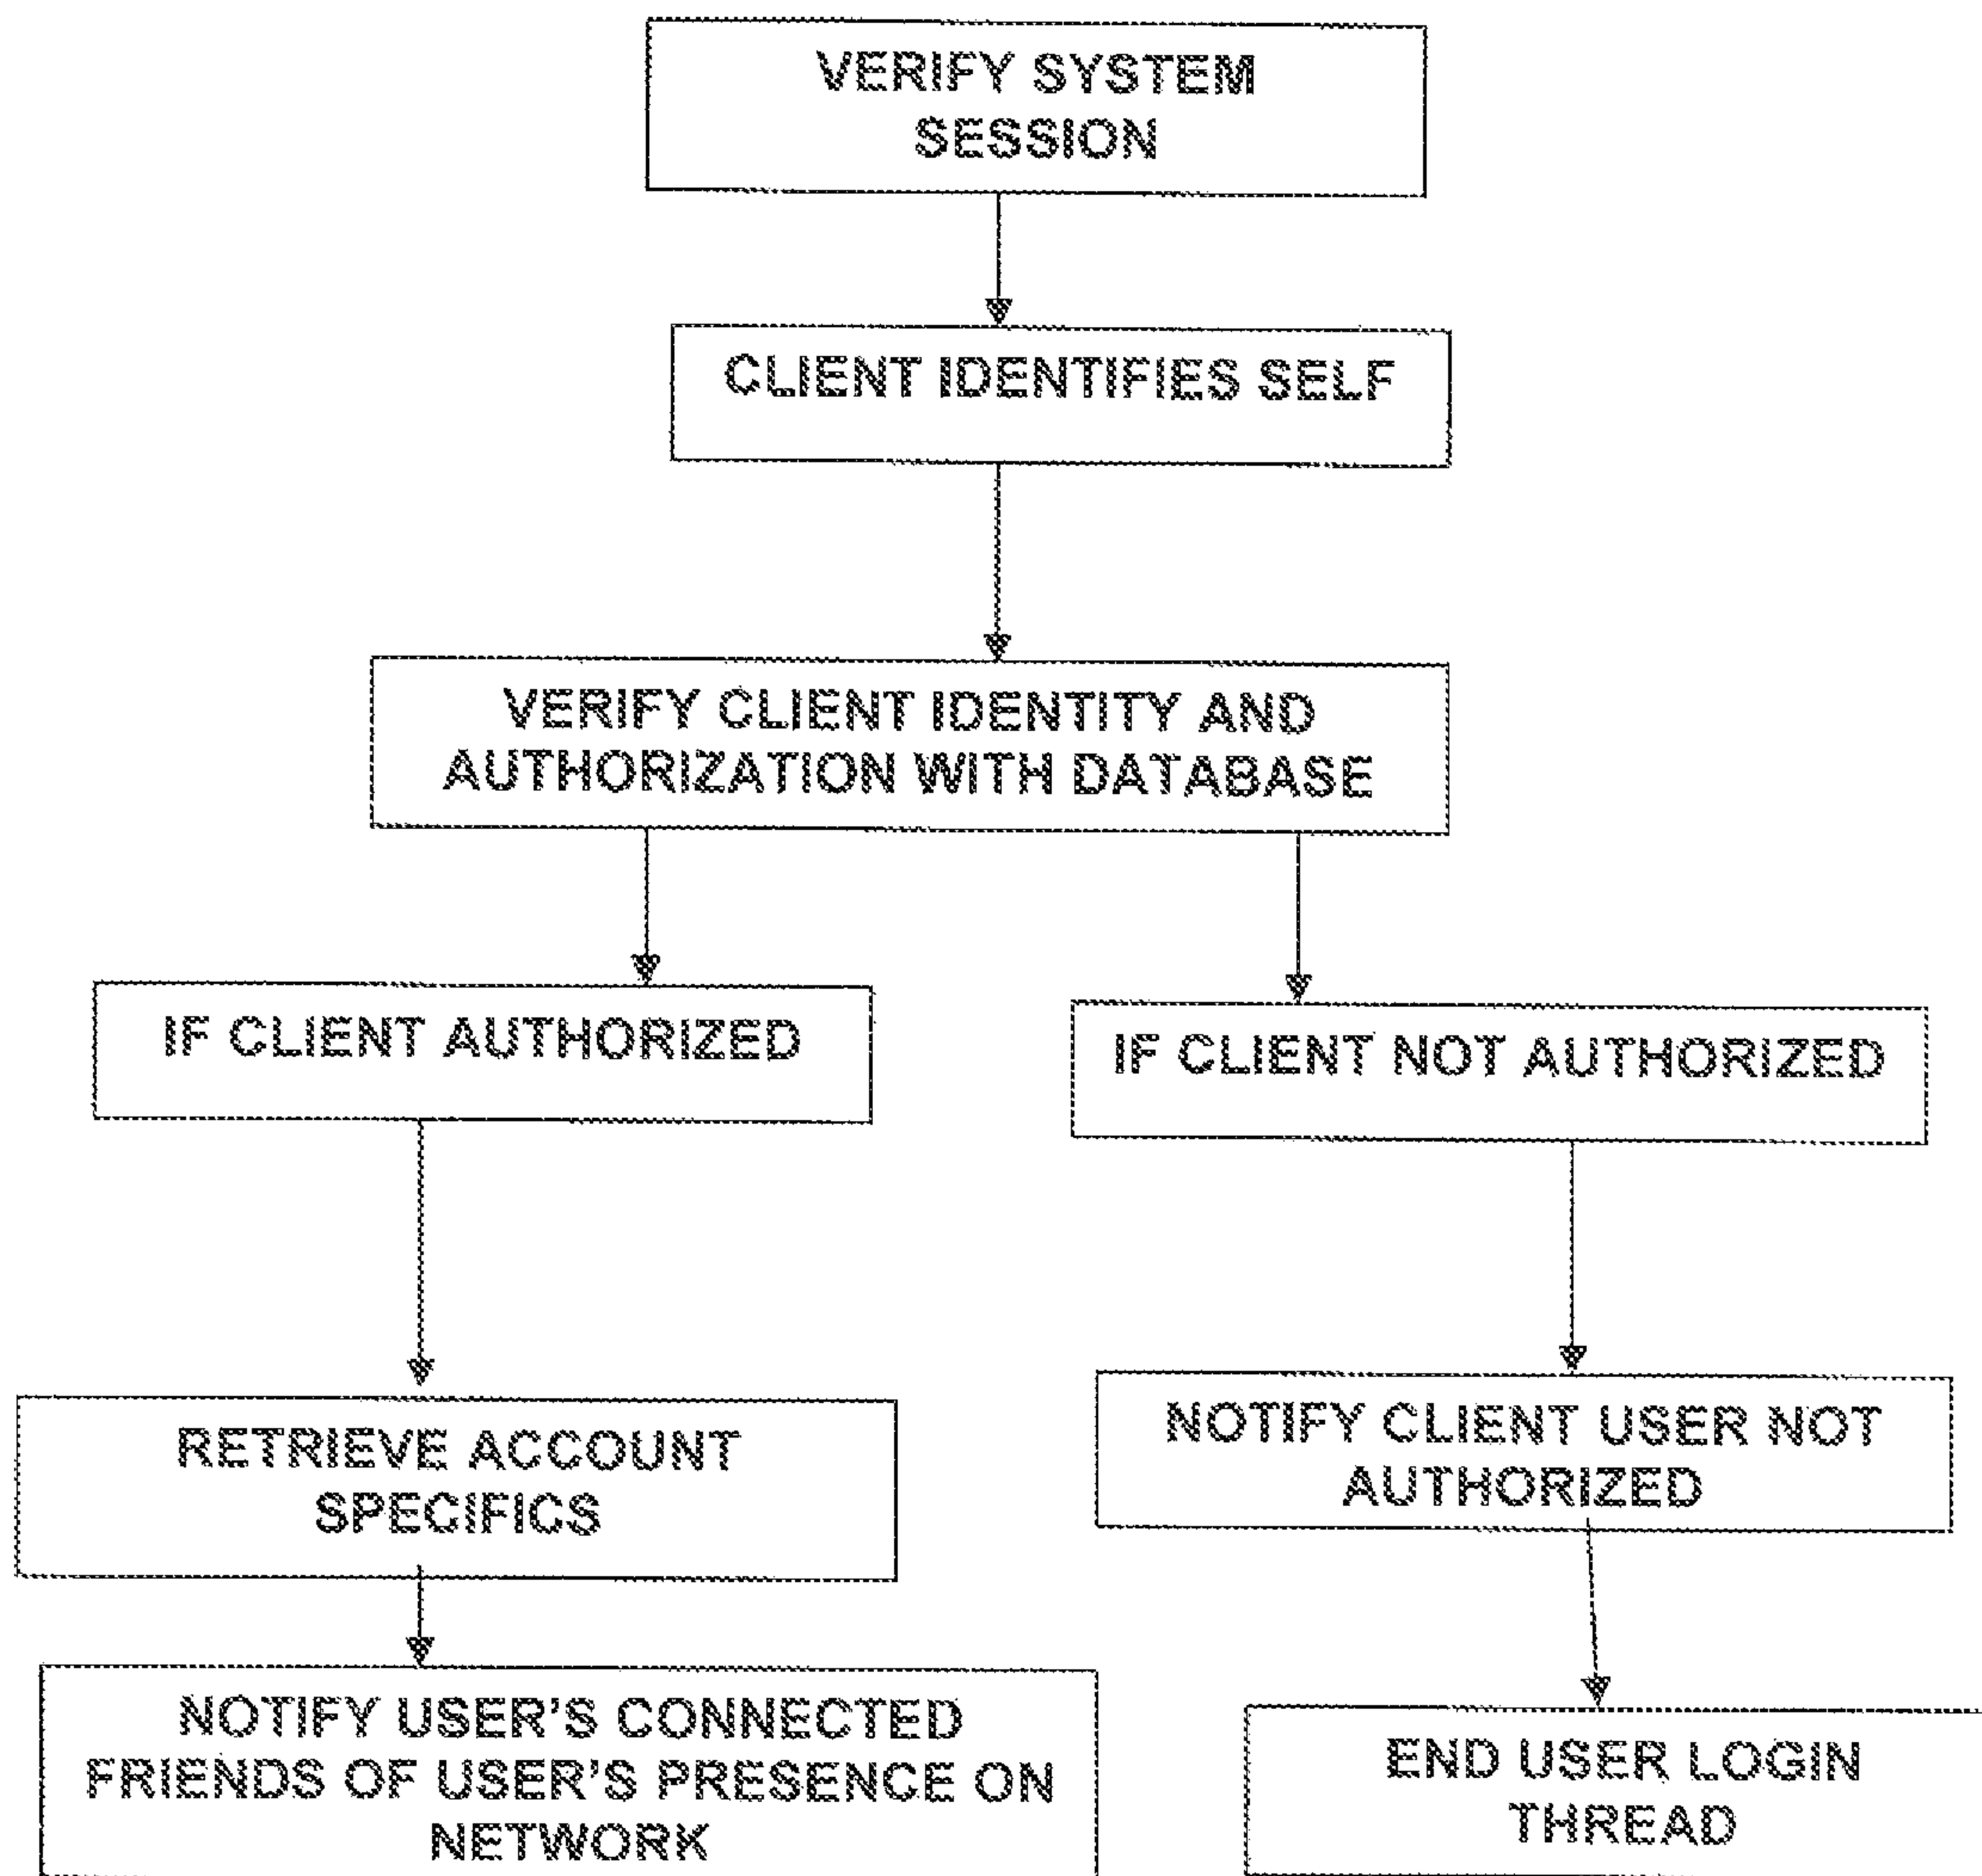 VERIFY SYSTEM
SESSION
CLIENT IDENTIFIES SELF
VERIFY CLIENT IDENTITY AND
AUTHORIZATION WITH DATABASE
IF CLIENT AUTHORIZED
IF CLIENT NOT AUTHORIZED
RETRIEVE ACCOUNT
SPECIFICS
NOTIFY CLIENT USER NOT
AUTHORIZED
NOTIFY USER'S CONNECTED
FRIENDS OF USER'S PRESENCE ON
NETWORK
END USER LOGIN
THREAD